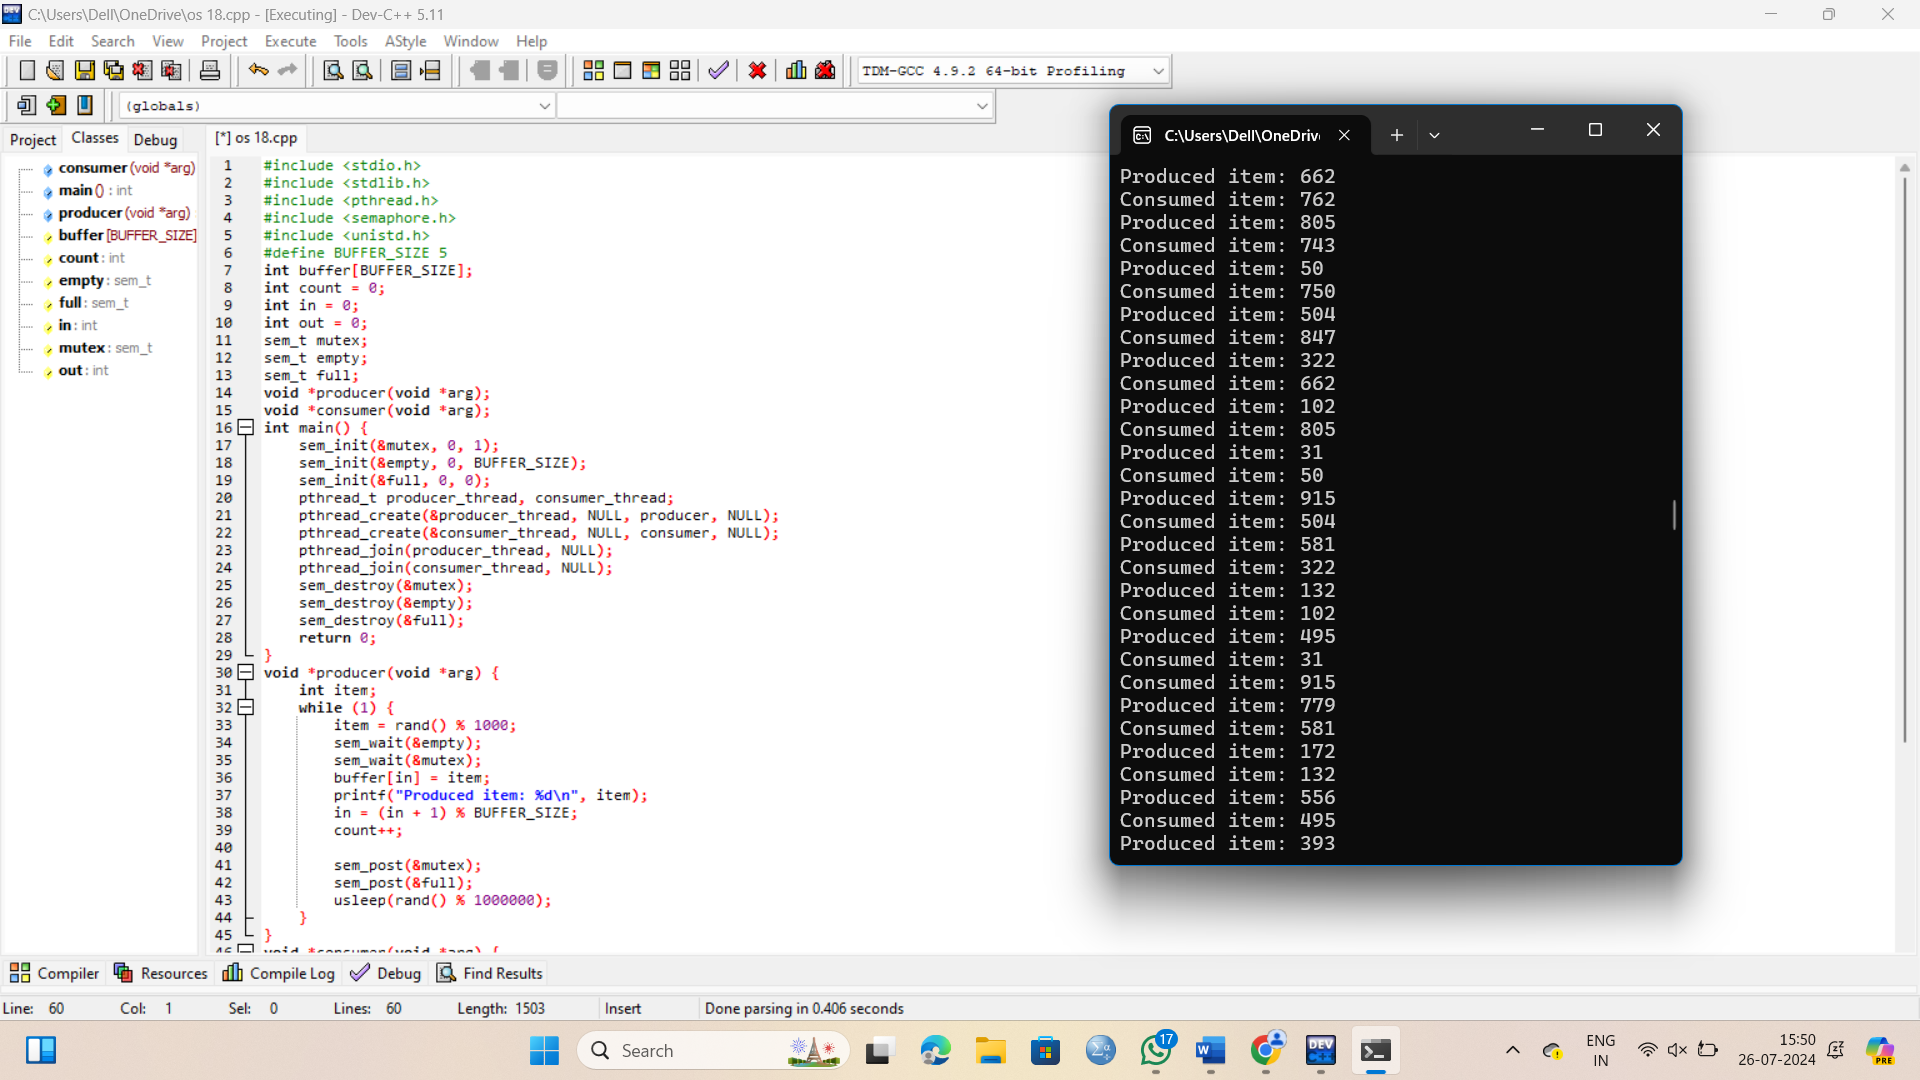 C:\Users\Dell\OneDrive\os 18.cpp - [Executing] - Dev-C++ 5.11
File Edit Search View Project Execute Tools AStyle Window Help
TDM-GCC 4.9.2 64-bit Profiling
(globals)
Project Classes Debug
[*] os 18.cpp
consumer (void *arg)
main () : int
producer (void *arg)
buffer [BUFFER_SIZE]
count : int
empty : sem_t
full : sem_t
in : int
mutex : sem_t
out : int
1 #include <stdio.h>
2 #include <stdlib.h>
3 #include <pthread.h>
4 #include <semaphore.h>
5 #include <unistd.h>
6 #define BUFFER_SIZE 5
7 int buffer[BUFFER_SIZE];
8 int count = 0;
9 int in = 0;
10 int out = 0;
11 sem_t mutex;
12 sem_t empty;
13 sem_t full;
14 void *producer(void *arg);
15 void *consumer(void *arg);
16 int main() {
17 sem_init(&mutex, 0, 1);
18 sem_init(&empty, 0, BUFFER_SIZE);
19 sem_init(&full, 0, 0);
20 pthread_t producer_thread, consumer_thread;
21 pthread_create(&producer_thread, NULL, producer, NULL);
22 pthread_create(&consumer_thread, NULL, consumer, NULL);
23 pthread_join(producer_thread, NULL);
24 pthread_join(consumer_thread, NULL);
25 sem_destroy(&mutex);
26 sem_destroy(&empty);
27 sem_destroy(&full);
28 return 0;
29 }
30 void *producer(void *arg) {
31 int item;
32 while (1) {
33 item = rand() % 1000;
34 sem_wait(&empty);
35 sem_wait(&mutex);
36 buffer[in] = item;
37 printf("Produced item: %d\n", item);
38 in = (in + 1) % BUFFER_SIZE;
39 count++;
40
41 sem_post(&mutex);
42 sem_post(&full);
43 usleep(rand() % 1000000);
44 }
45 }
46 void *consumer(void *arg) {
C:\Users\Dell\OneDriv
Produced item: 662
Consumed item: 762
Produced item: 805
Consumed item: 743
Produced item: 50
Consumed item: 750
Produced item: 504
Consumed item: 847
Produced item: 322
Consumed item: 662
Produced item: 102
Consumed item: 805
Produced item: 31
Consumed item: 50
Produced item: 915
Consumed item: 504
Produced item: 581
Consumed item: 322
Produced item: 132
Consumed item: 102
Produced item: 495
Consumed item: 31
Consumed item: 915
Produced item: 779
Consumed item: 581
Produced item: 172
Consumed item: 132
Produced item: 556
Consumed item: 495
Produced item: 393
Compiler Resources Compile Log Debug Find Results
Line: 60 Col: 1 Sel: 0 Lines: 60 Length: 1503 Insert Done parsing in 0.406 seconds
Search
17
DEV
ENG
IN
15:50
26-07-2024
PRE